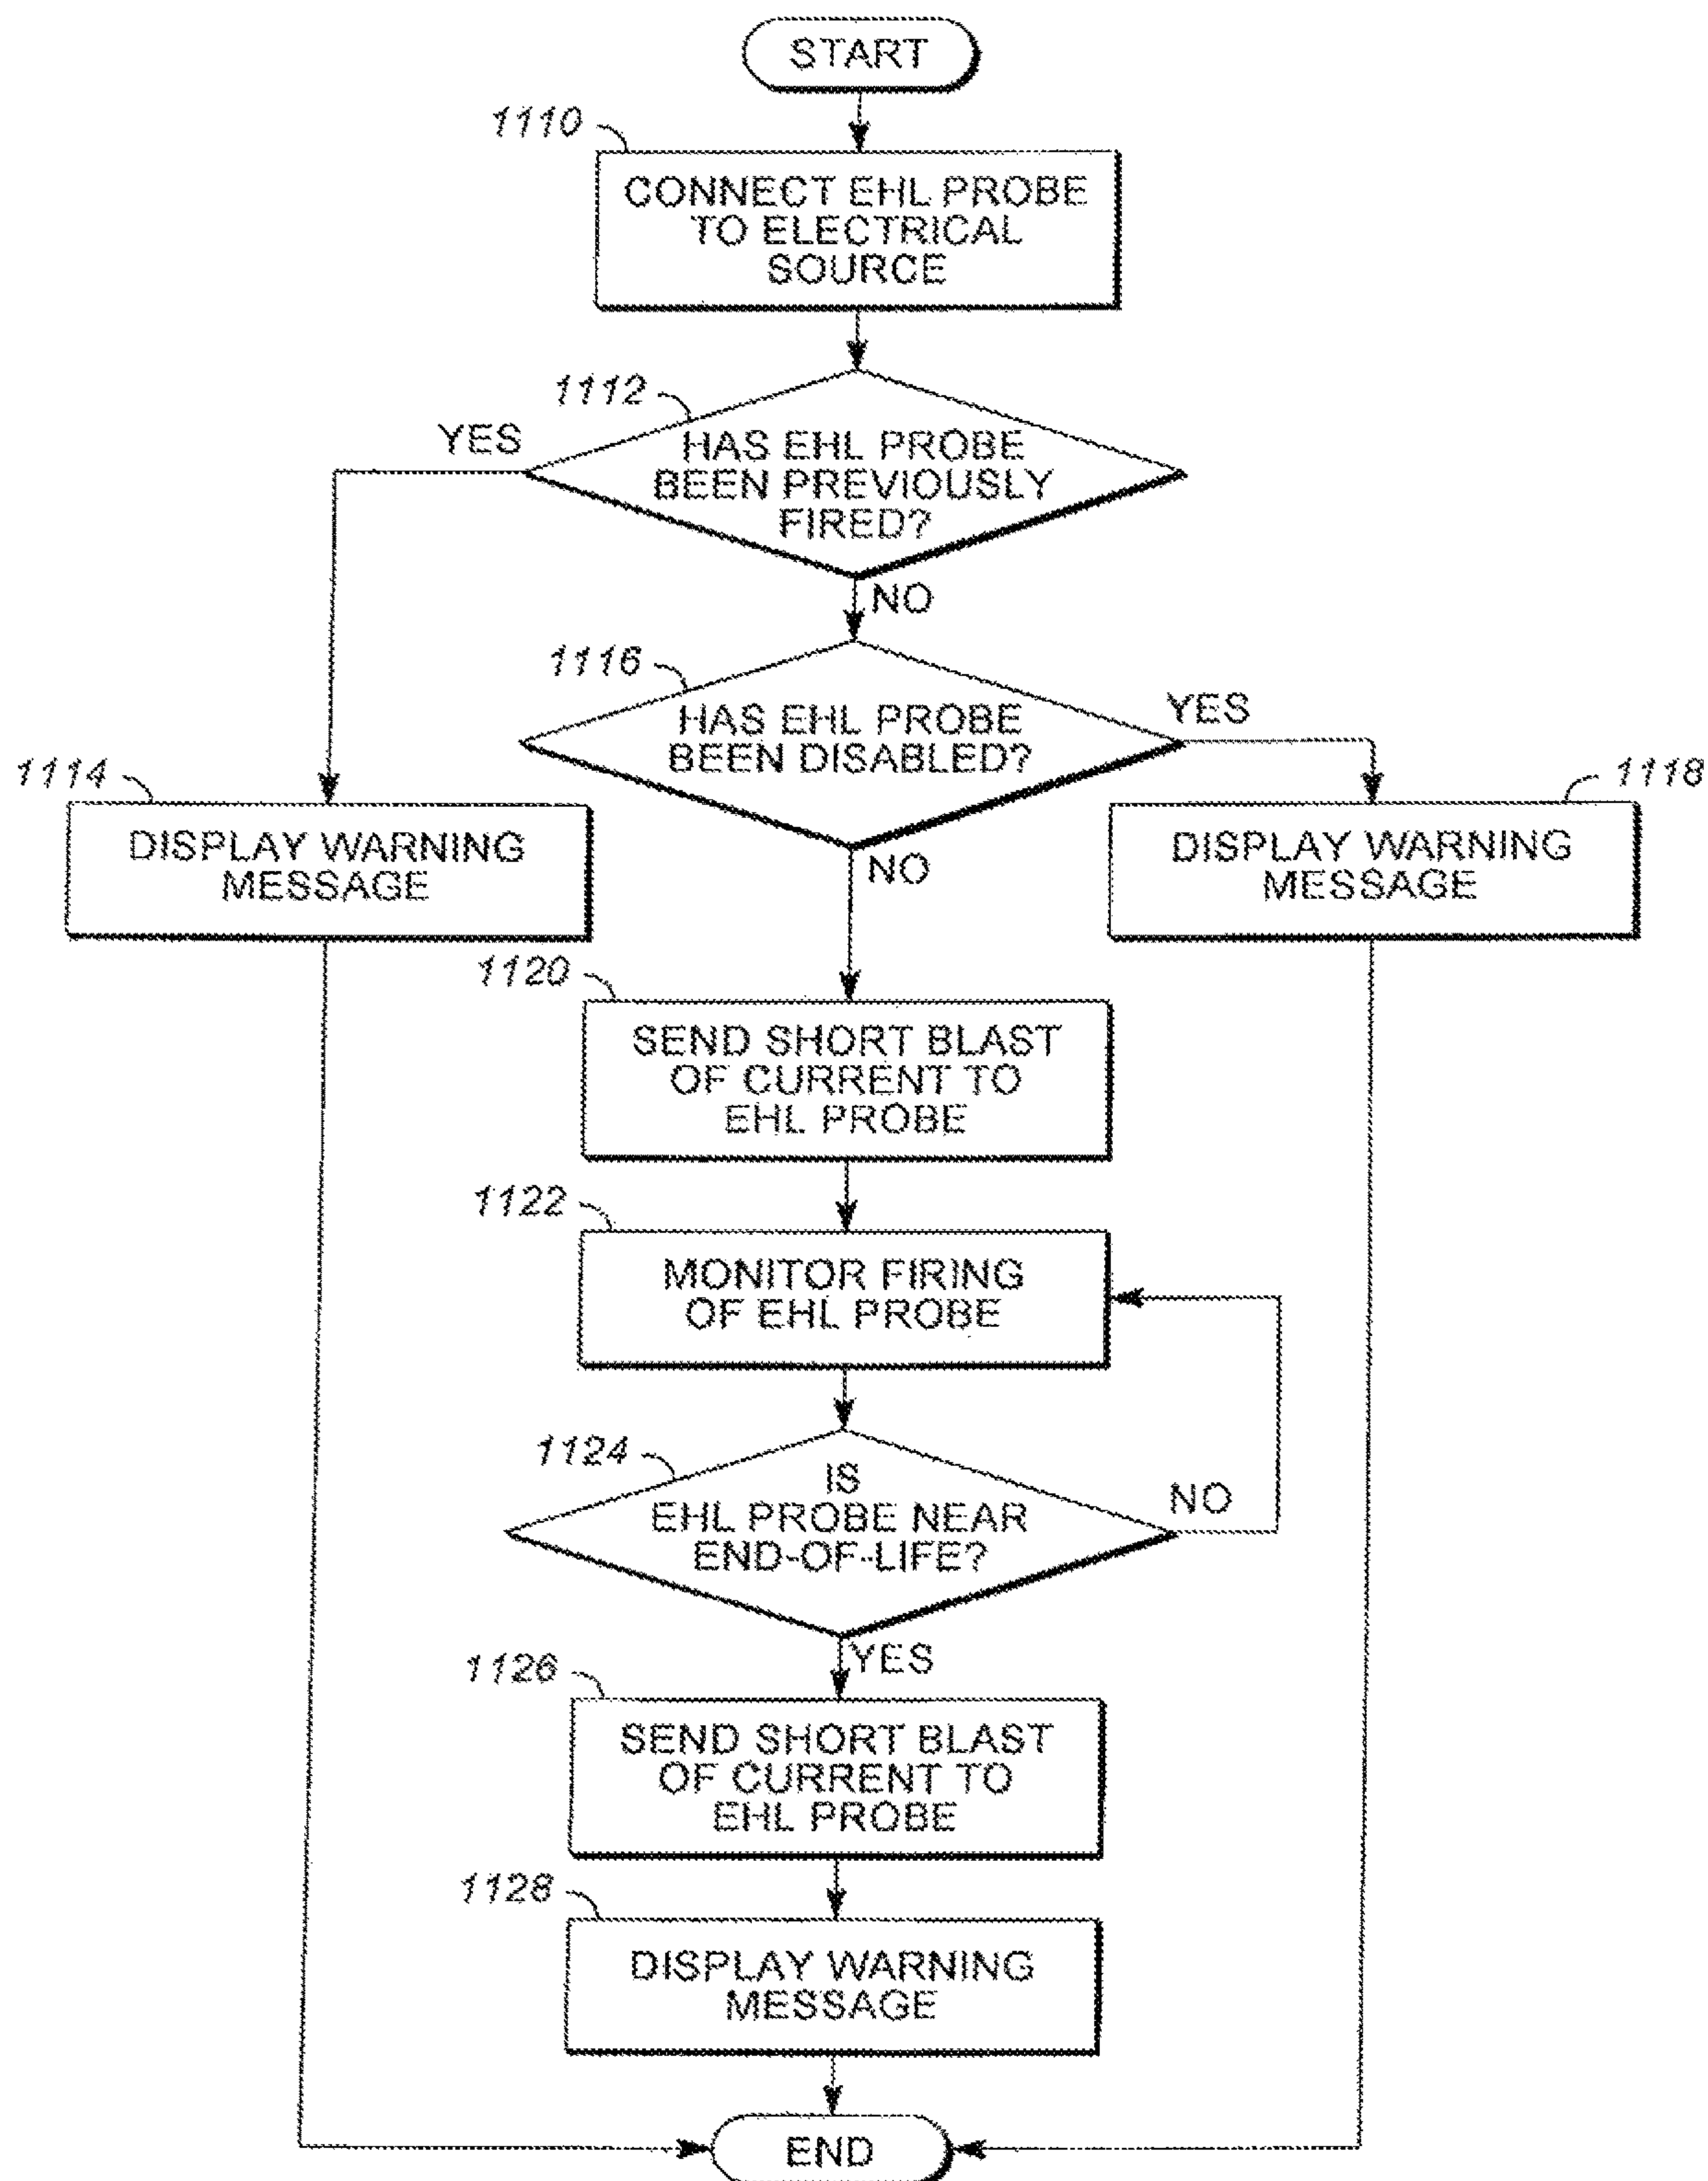 START
1110
CONNECT EHL PROBE
TO ELECTRICAL
SOURCE
1112
YES
HAS EHL PROBE
BEEN PREVIOUSLY
FIRED?
NO
1116
HAS EHL PROBE
BEEN DISABLED?
YES
1114
DISPLAY WARNING
MESSAGE
NO
1118
DISPLAY WARNING
MESSAGE
1120
SEND SHORT BLAST
OF CURRENT TO
EHL PROBE
1122
MONITOR FIRING
OF EHL PROBE
1124
IS
EHL PROBE NEAR
END-OF-LIFE?
NO
YES
1126
SEND SHORT BLAST
OF CURRENT TO
EHL PROBE
1128
DISPLAY WARNING
MESSAGE
END